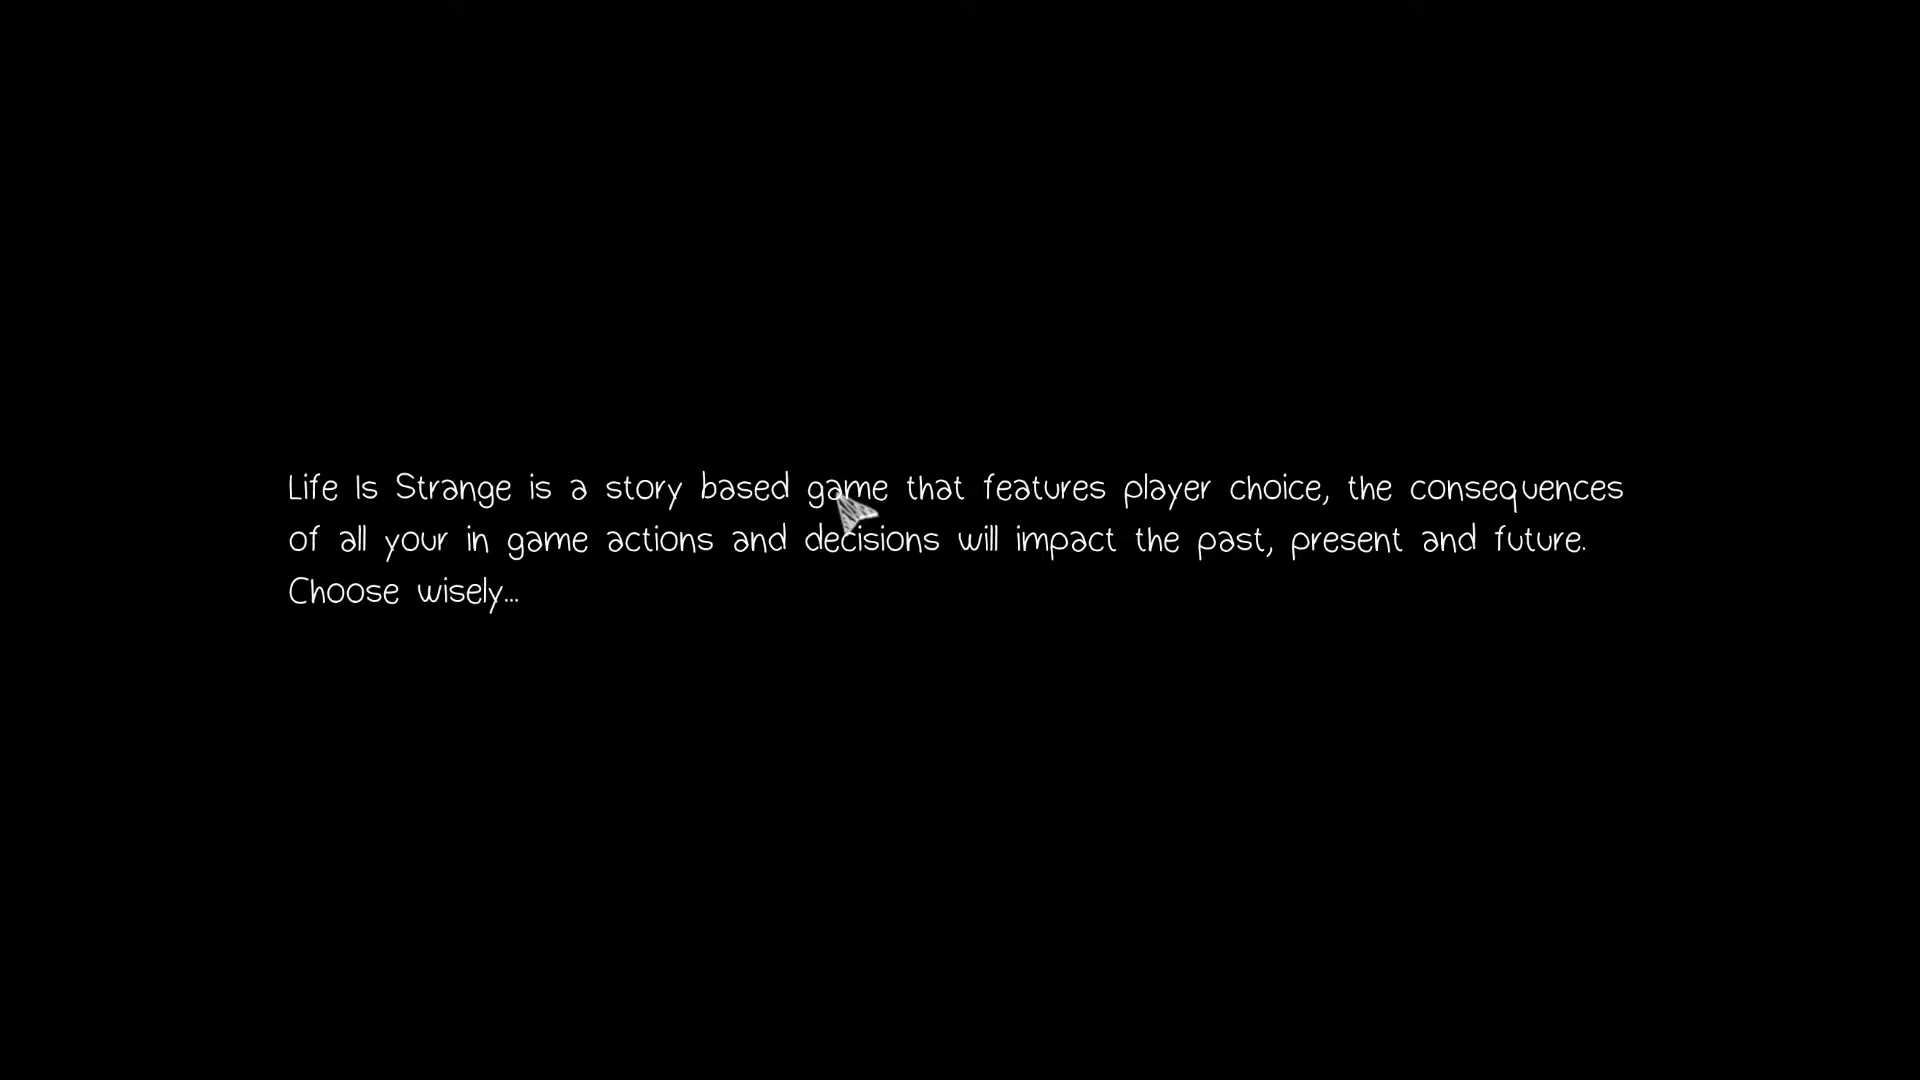 Life Is Strange is a story based game that features player choice, the consequences
of all your in game actions and decisions will impact the past, present and future.
Choose wisely...